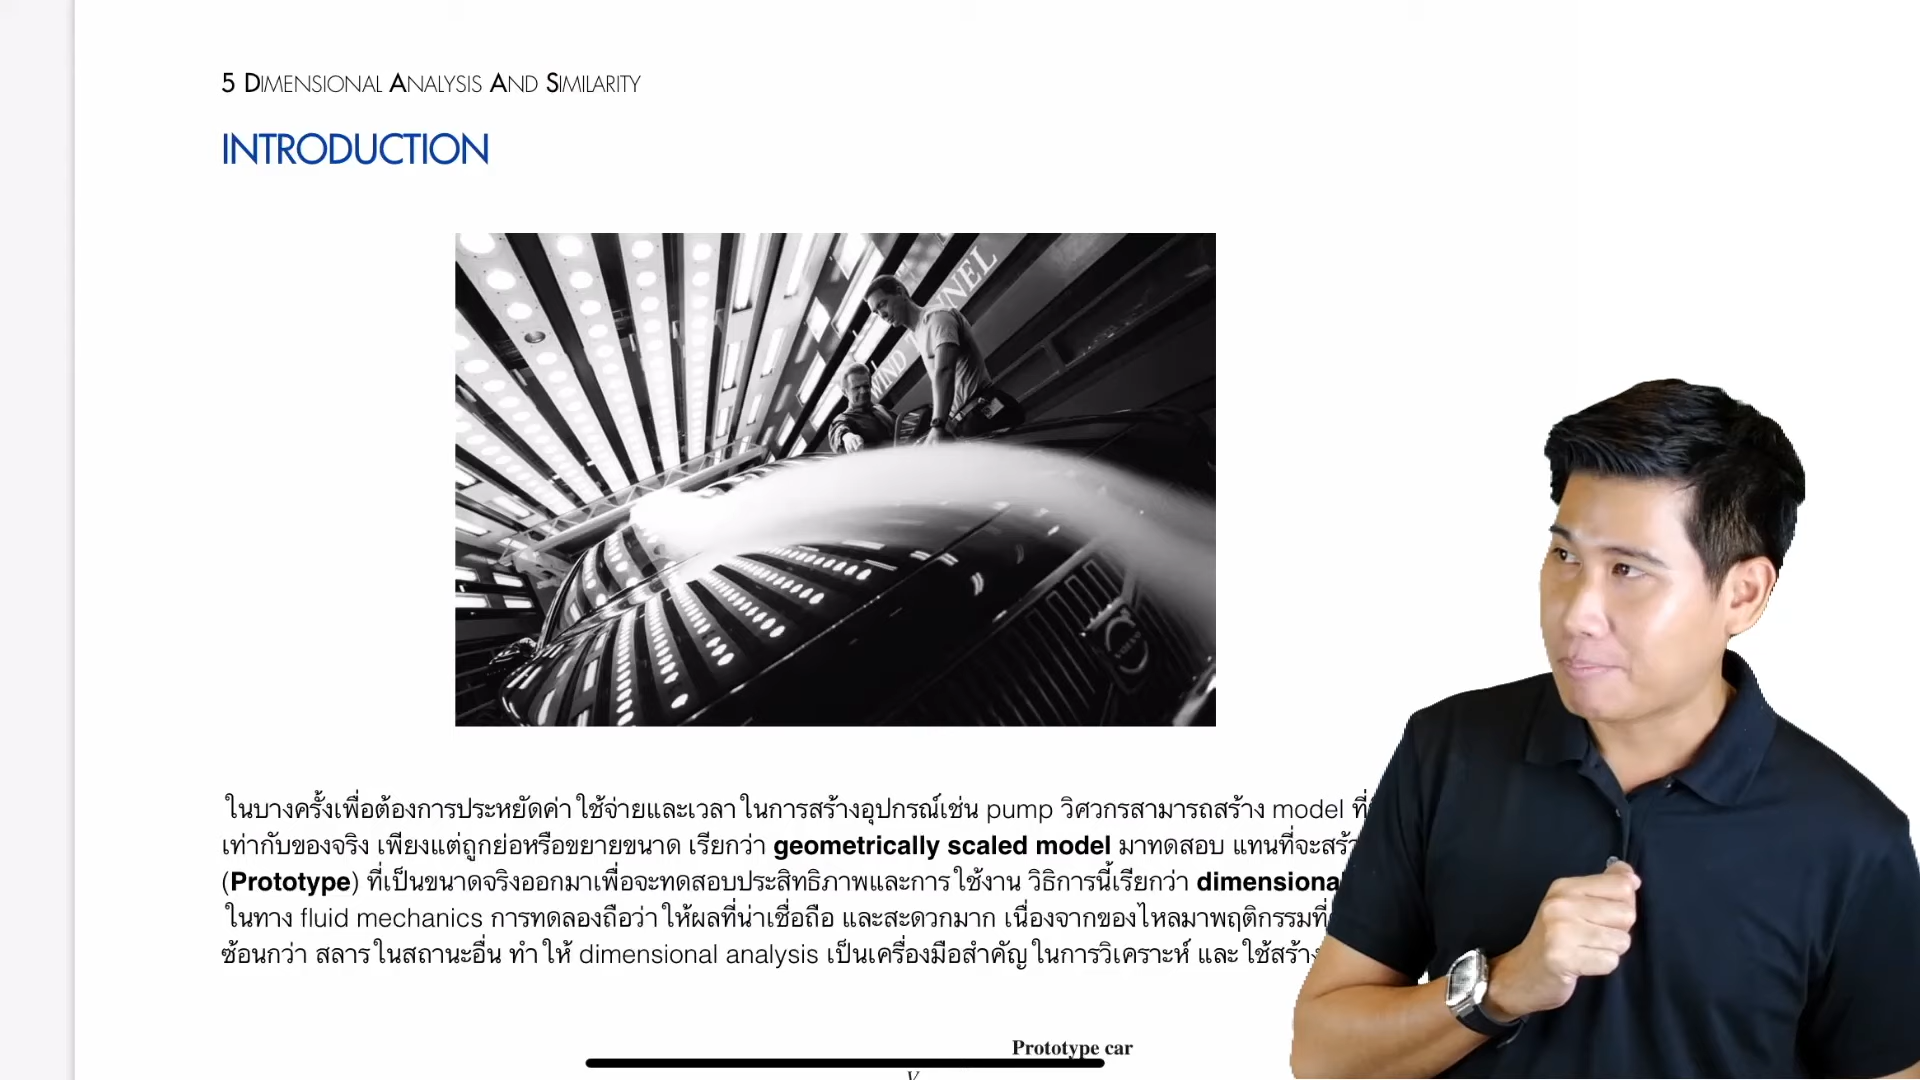 5 DIMENSIONAL ANALYSIS AND SIMILARITY
INTRODUCTION
WIND
NNEL
VOLVO
ในบางครั้งเพื่อต้องการประหยัดค่าใช้จ่ายและเวลาในการสร้างอุปกรณ์เช่น pump วิศวกรสามารถสร้าง model ที่
เท่ากับของจริง เพียงแต่ถูกย่อหรือขยายขนาด เรียกว่า geometrically scaled model มาทดสอบ แทนที่จะ
(Prototype) ที่เป็นขนาดจริงออกมาเพื่อจะทดสอบประสิทธิภาพและการใช้งาน วิธิการนี้เรียกว่า dimensional
ในทาง fluid mechanics การทดลองถือว่าให้ผลที่น่าเชื่อถือ และสะดวกมาก เนื่องจากของไหลมาพฤติกรรมที่
ซ้อนกว่า สสารในสถานะอื่น ทำให้ dimensional analysis เป็นเครื่องมือสำคัญในการวิเคราะห์ และใช้สร้าง
Prototype car
V